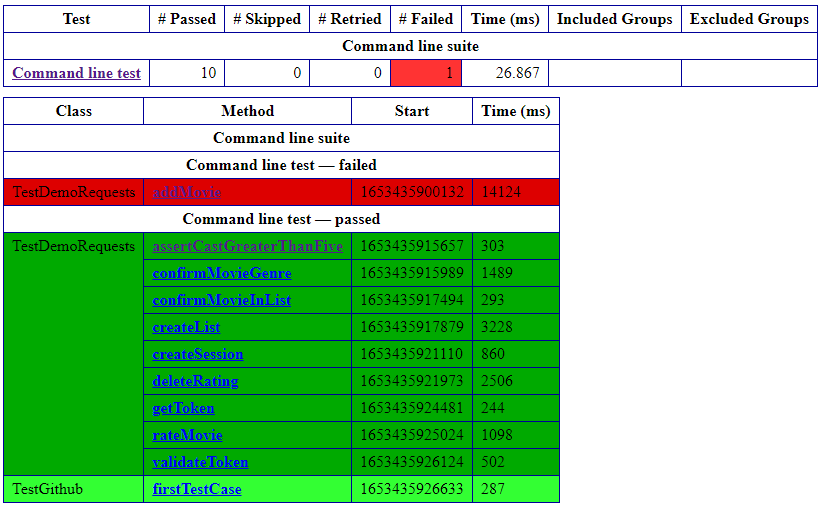 Test # Passed # Skipped # Retried # Failed Time (ms) Included Groups Excluded Groups
Command line suite
Command line test 10 0 0 1 26.867
Class Method Start Time (ms)
Command line suite
Command line test — failed
TestDemoRequests addMovie 1653435900132 14124
Command line test — passed
TestDemoRequests assertCastGreaterThanFive 1653435915657 303
confirmMovieGenre 1653435915989 1489
confirmMovieInList 1653435917494 293
createList 1653435917879 3228
createSession 1653435921110 860
deleteRating 1653435921973 2506
getToken 1653435924481 244
rateMovie 1653435925024 1098
validateToken 1653435926124 502
TestGithub firstTestCase 1653435926633 287